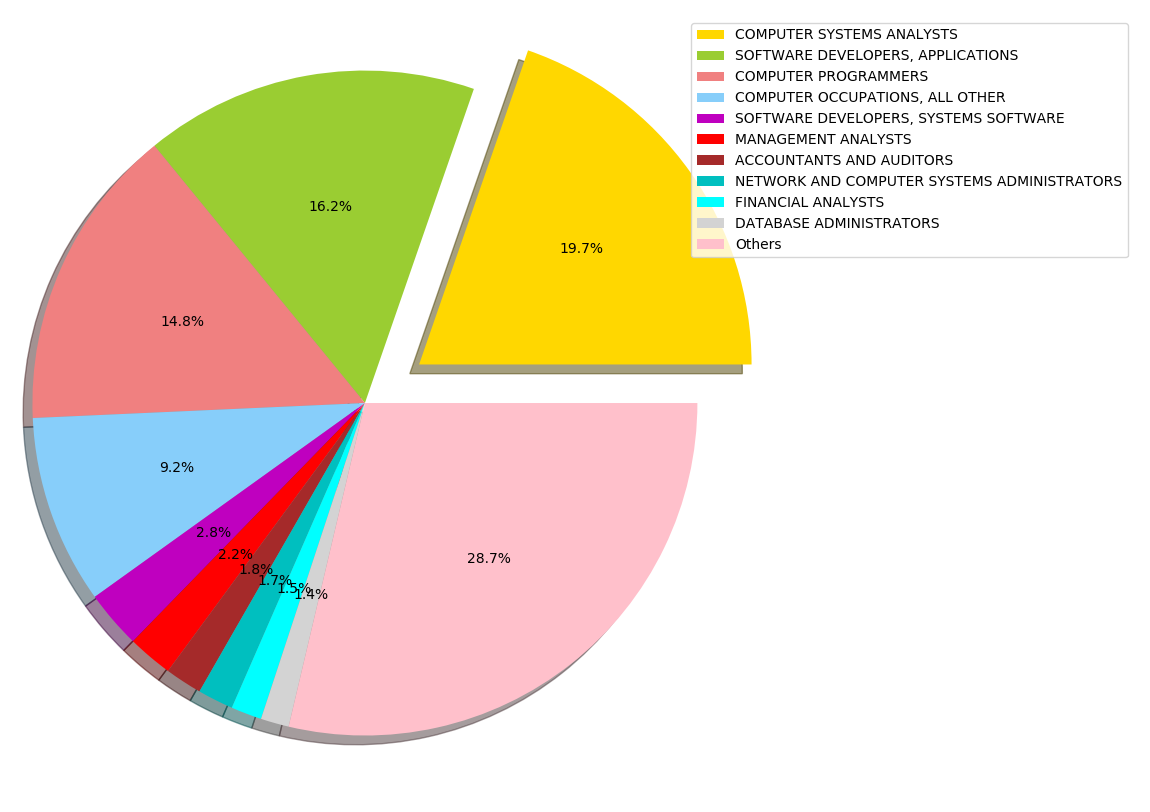 COMPUTER SYSTEMS ANALYSTS
SOFTWARE DEVELOPERS, APPLICATIONS
COMPUTER PROGRAMMERS
COMPUTER OCCUPATIONS, ALL OTHER
SOFTWARE DEVELOPERS, SYSTEMS SOFTWARE
MANAGEMENT ANALYSTS
ACCOUNTANTS AND AUDITORS
NETWORK AND COMPUTER SYSTEMS ADMINISTRATORS
FINANCIAL ANALYSTS
DATABASE ADMINISTRATORS
Others
19.7%
16.2%
14.8%
9.2%
2.8%
2.2%
1.8%
1.7%
1.5%
1.4%
28.7%